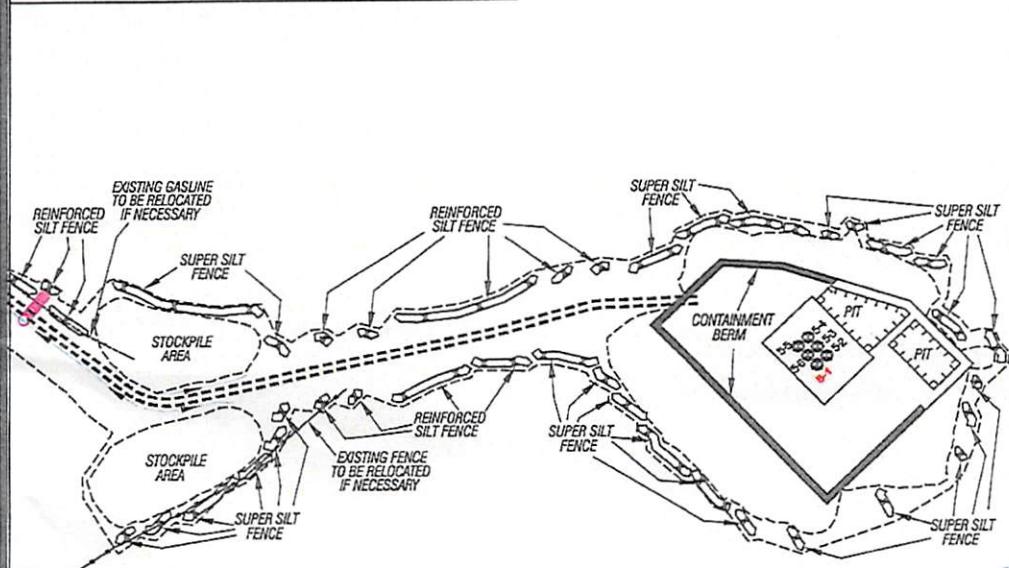 EXISTING GASLINE
TO BE RELOCATED
IF NECESSARY
REINFORCED
SILT FENCE
SUPER SILT
FENCE
REINFORCED
SILT FENCE
SUPER SILT
FENCE
SUPER SILT
FENCE
STOCKPILE
AREA
CONTAINMENT
BERM
PIT
PIT
B-1
REINFORCED
SILT FENCE
SUPER SILT
FENCE
EXISTING FENCE
TO BE RELOCATED
IF NECESSARY
STOCKPILE
AREA
SUPER SILT
FENCE
SUPER SILT
FENCE